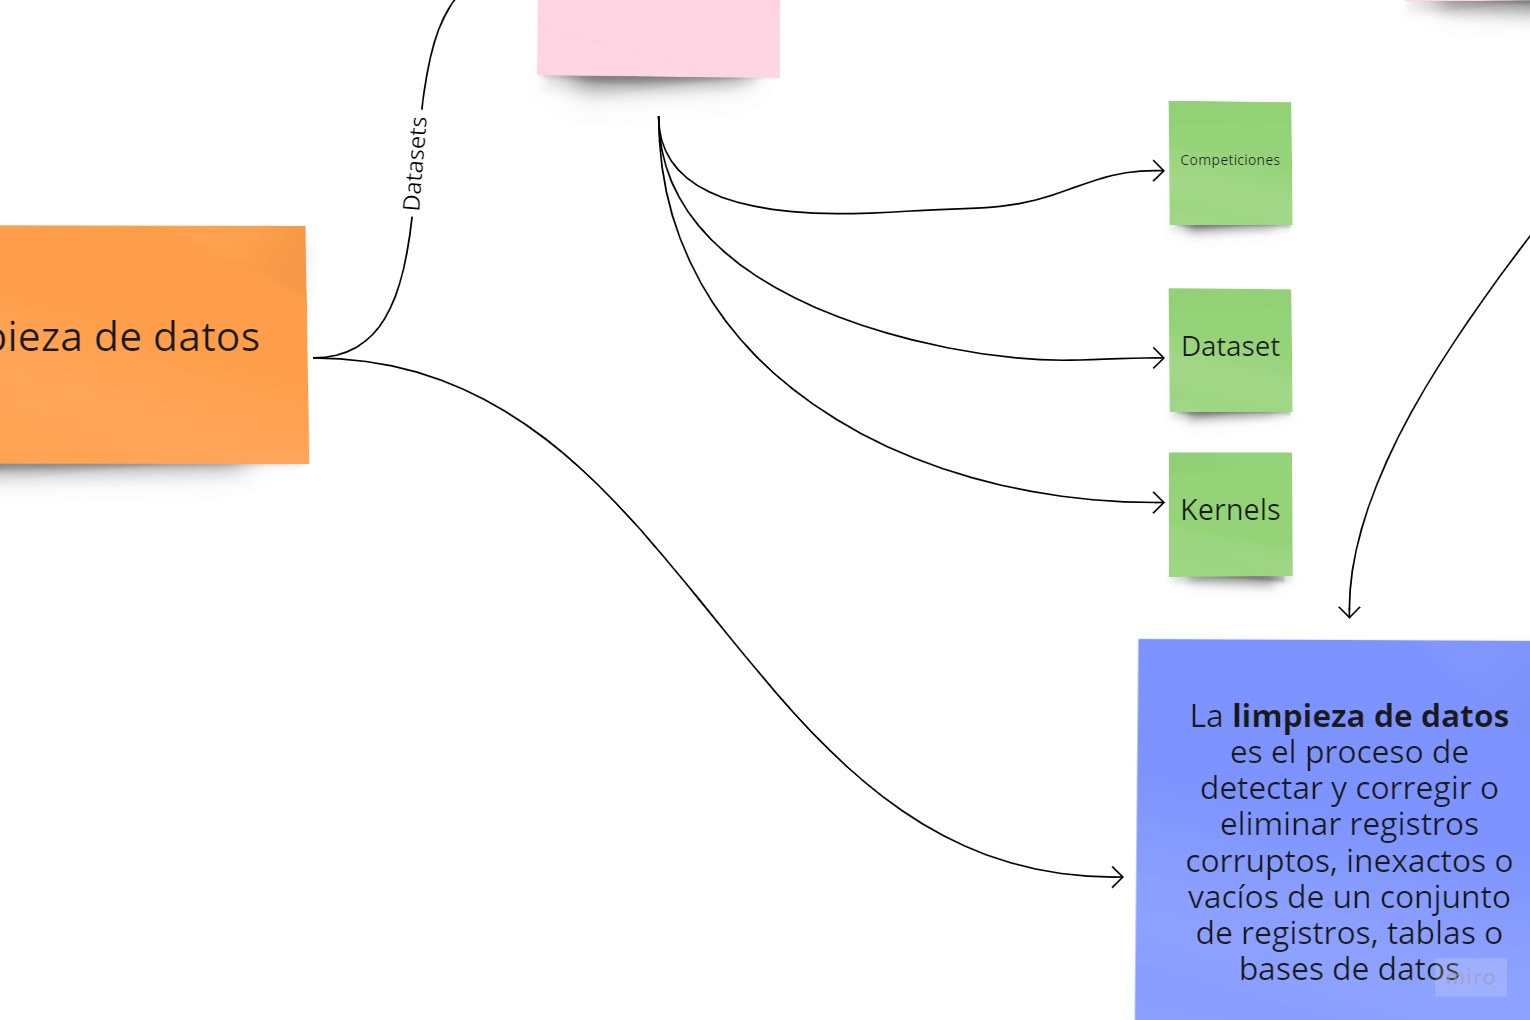 Datasets
pieza de datos
Competiciones
Dataset
Kernels
La limpieza de datos
es el proceso de
detectar y corregir o
eliminar registros
corruptos, inexactos o
vacíos de un conjunto
de registros, tablas o
bases de datos
miro